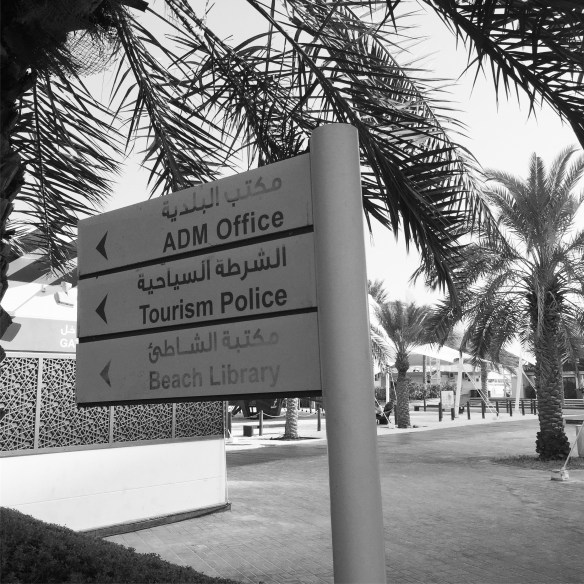 مكتب البلدية
ADM Office
الشرطة السياحية
Tourism Police
مكتبة الشاطئ
Beach Library